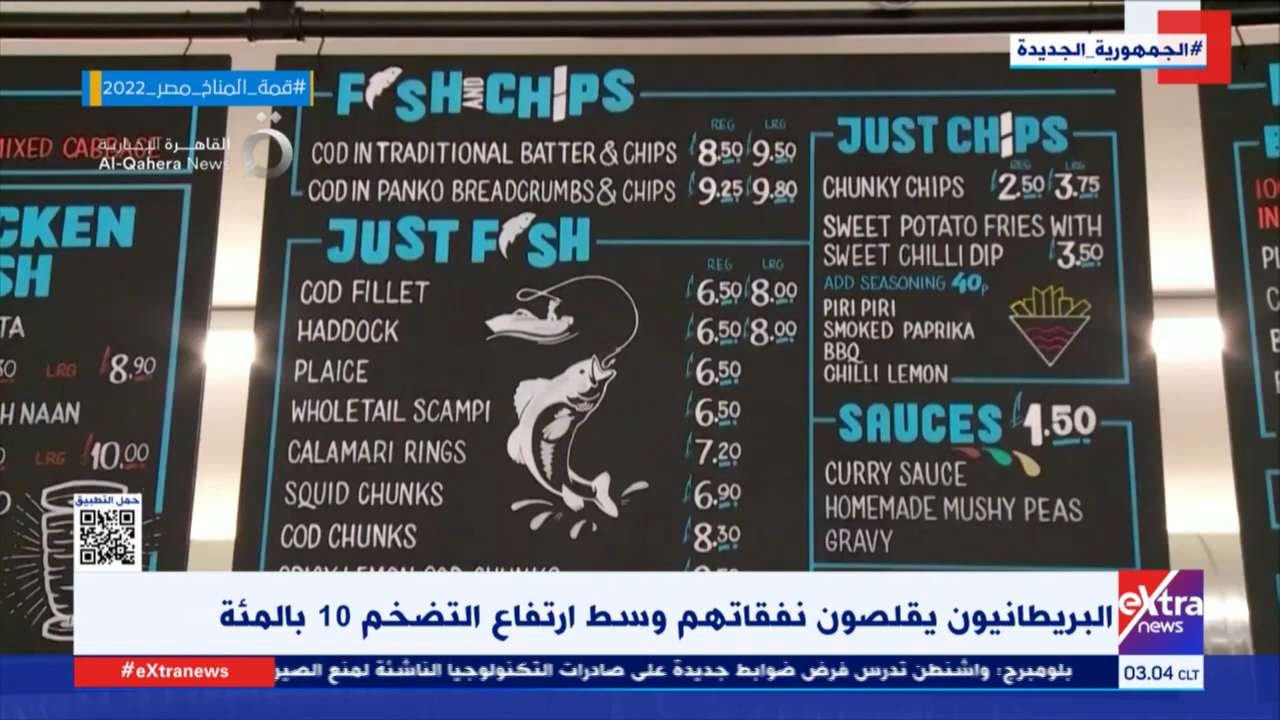 #الجمهورية_الجديدة
#قمة_المناخ_مصر_2022
القاهرة الإخبارية
Al-Qahera News
MIXED CABBAGE
CKEN
SH
TA
LRG £8.90
H NAAN
LRG £10.00
FISH AND CHIPS
REG LRG
COD IN TRADITIONAL BATTER & CHIPS £8.50 £9.50
COD IN PANKO BREADCRUMBS & CHIPS £9.25 £9.80
JUST FISH
REG LRG
COD FILLET £6.50 £8.00
HADDOCK £6.50 £8.00
PLAICE £6.50
WHOLETAIL SCAMPI £6.50
CALAMARI RINGS £7.20
SQUID CHUNKS £6.90
COD CHUNKS £8.30
JUST CHIPS
REG LRG
CHUNKY CHIPS £2.50 £3.75
SWEET POTATO FRIES WITH
SWEET CHILLI DIP £3.50
ADD SEASONING 40p
PIRI PIRI
SMOKED PAPRIKA
BBQ
CHILLI LEMON
SAUCES £1.50
CURRY SAUCE
HOMEMADE MUSHY PEAS
GRAVY
حمل التطبيق
البريطانيون يقلصون نفقاتهم وسط ارتفاع التضخم 10 بالمئة
eXtra news
#eXtranews
بلومبرج: واشنطن تدرس فرض ضوابط جديدة على صادرات التكنولوجيا الناشئة لمنع الصير
03.04 CLT